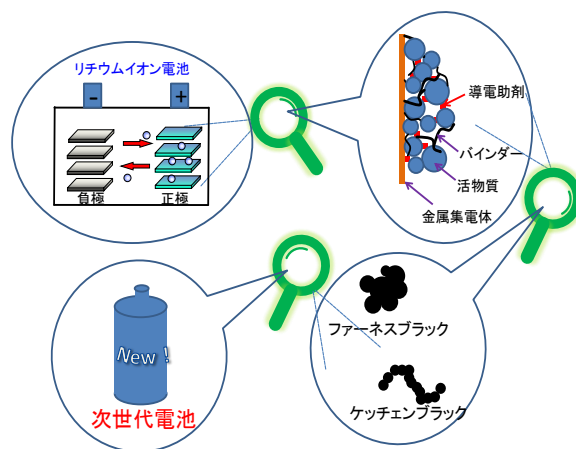 リチウムイオン電池
-
+
負極
正極
導電助剤
バインダー
活物質
金属集電体
ファーネスブラック
ケッチェンブラック
New !
次世代電池